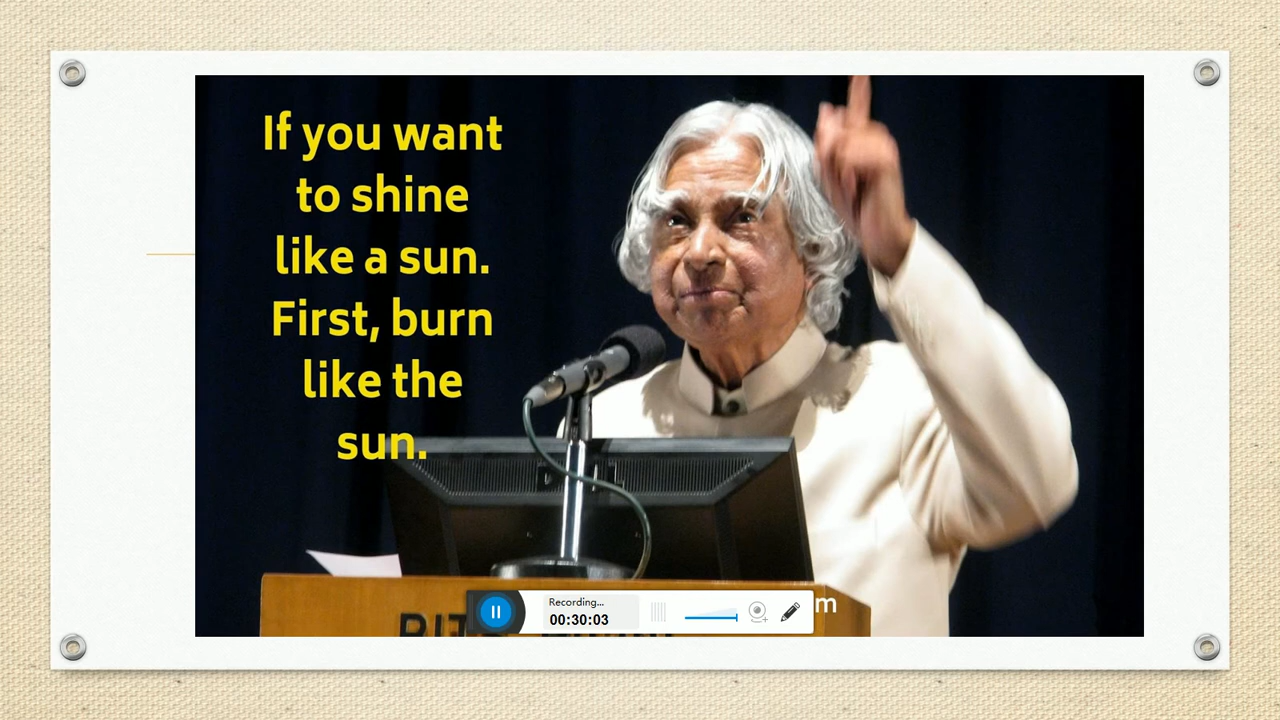 If you want
to shine
like a sun.
First, burn
like the
sun.
Recording...
00:30:03